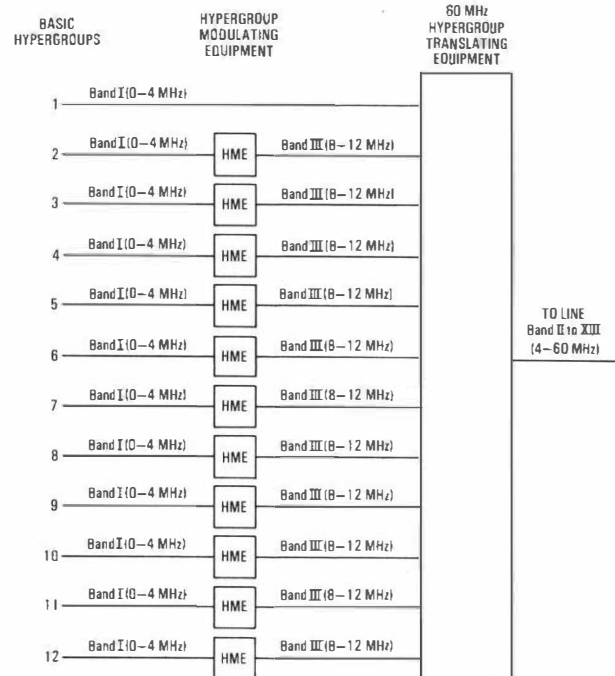 BASIC
HYPERGROUPS
HYPERGROUP
MODULATING
EQUIPMENT
60 MHz
HYPERGROUP
TRANSLATING
EQUIPMENT
1 Band I (0–4 MHz)
2 Band I (0–4 MHz) HME Band III (8–12 MHz)
3 Band I (0–4 MHz) HME Band III (8–12 MHz)
4 Band I (0–4 MHz) HME Band III (8–12 MHz)
5 Band I (0–4 MHz) HME Band III (8–12 MHz)
6 Band I (0–4 MHz) HME Band III (8–12 MHz)
7 Band I (0–4 MHz) HME Band III (8–12 MHz)
8 Band I (0–4 MHz) HME Band III (8–12 MHz)
9 Band I (0–4 MHz) HME Band III (8–12 MHz)
10 Band I (0–4 MHz) HME Band III (8–12 MHz)
11 Band I (0–4 MHz) HME Band III (8–12 MHz)
12 Band I (0–4 MHz) HME Band III (8–12 MHz)
TO LINE
Band II to XIII
(4–60 MHz)